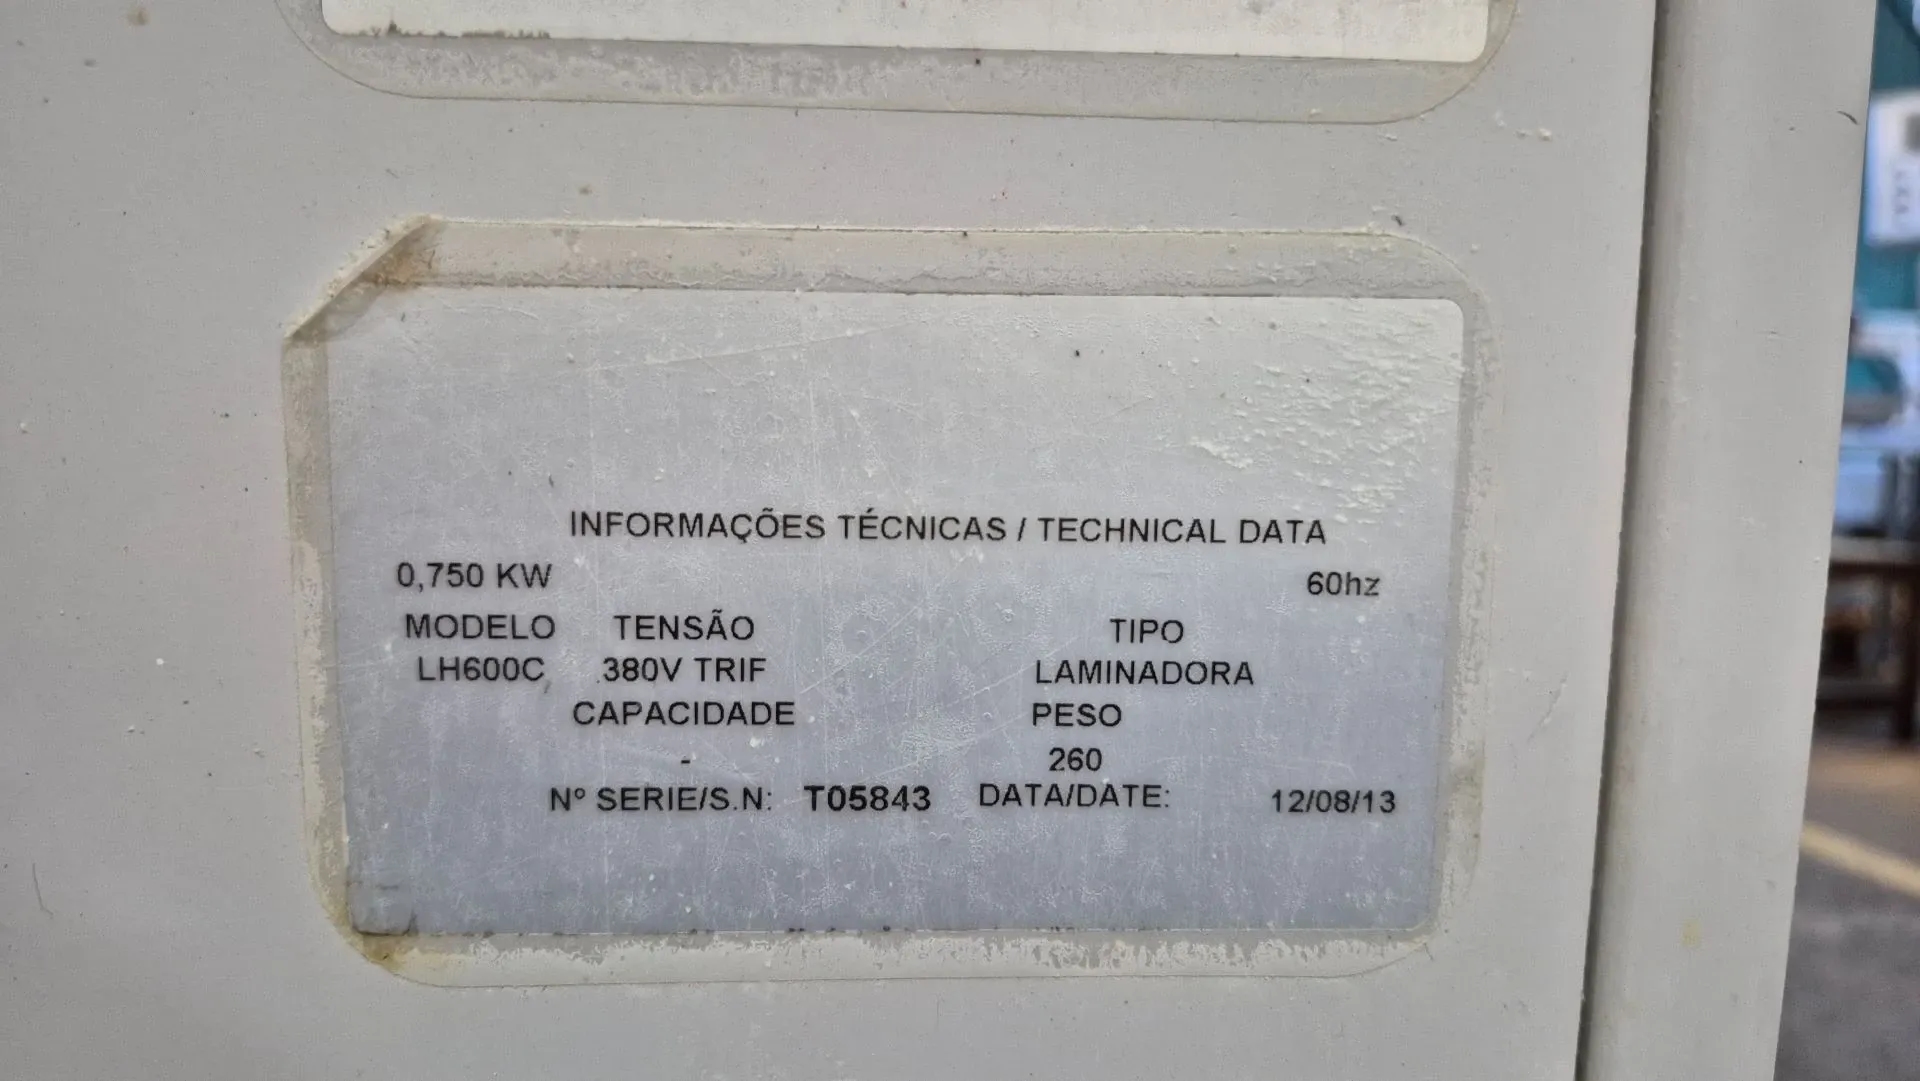 INFORMAÇÕES TÉCNICAS / TECHNICAL DATA
0,750 KW 60hz
MODELO TENSÃO TIPO
LH600C 380V TRIF LAMINADORA
CAPACIDADE PESO
- 260
Nº SERIE/S.N: T05843 DATA/DATE: 12/08/13